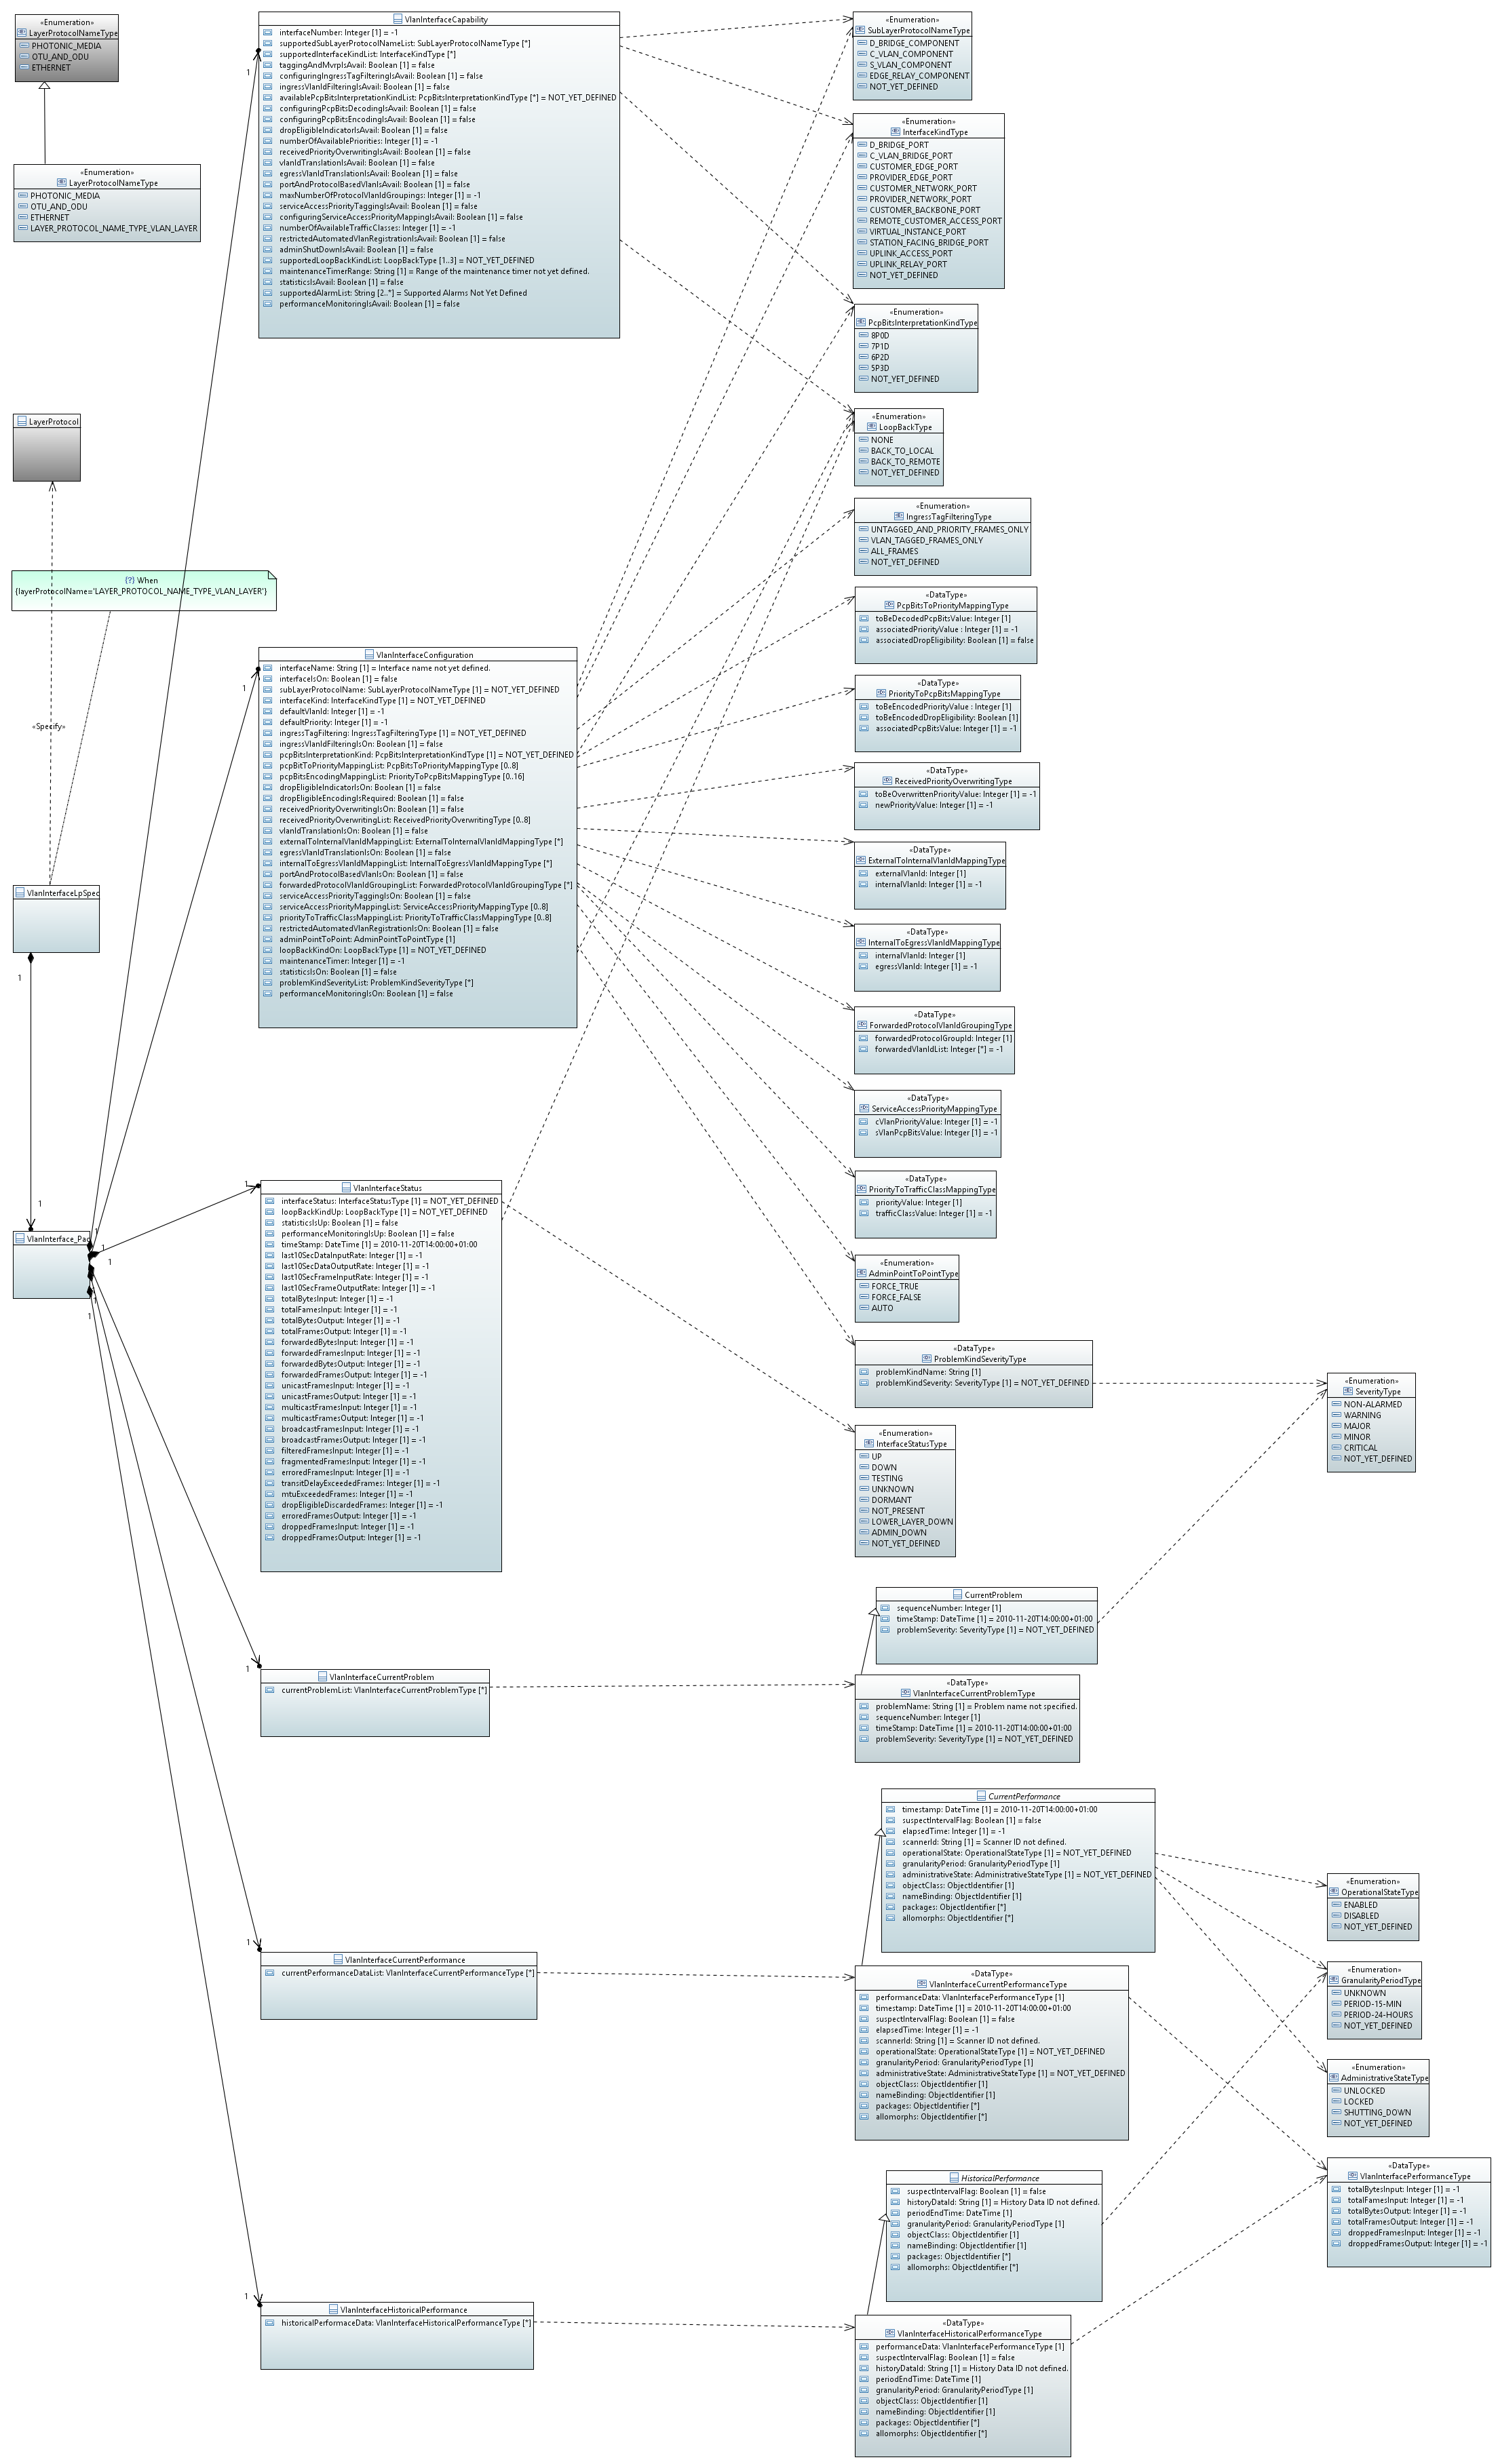 «Enumeration»
LayerProtocolNameType
PHOTONIC_MEDIA
OTU_AND_ODU
ETHERNET
«Enumeration»
LayerProtocolNameType
PHOTONIC_MEDIA
OTU_AND_ODU
ETHERNET
LAYER_PROTOCOL_NAME_TYPE_VLAN_LAYER
LayerProtocol
(?) When
{layerProtocolName='LAYER_PROTOCOL_NAME_TYPE_VLAN_LAYER'}
«Specify»
VlanInterfaceLpSpec
1
1
VlanInterface_Pac
1
1
1
1
1
VlanInterfaceCapability
interfaceNumber: Integer [1] = -1
supportedSubLayerProtocolNameList: SubLayerProtocolNameType [*]
supportedInterfaceKindList: InterfaceKindType [*]
taggingAndMvrpIsAvail: Boolean [1] = false
configuringIngressTagFilteringIsAvail: Boolean [1] = false
ingressVlanIdFilteringIsAvail: Boolean [1] = false
availablePcpBitsInterpretationKindList: PcpBitsInterpretationKindType [*] = NOT_YET_DEFINED
configuringPcpBitsDecodingIsAvail: Boolean [1] = false
configuringPcpBitsEncodingIsAvail: Boolean [1] = false
dropEligibleIndicatorIsAvail: Boolean [1] = false
numberOfAvailablePriorities: Integer [1] = -1
receivedPriorityOverwritingIsAvail: Boolean [1] = false
vlanIdTranslationIsAvail: Boolean [1] = false
egressVlanIdTranslationIsAvail: Boolean [1] = false
portAndProtocolBasedVlanIsAvail: Boolean [1] = false
maxNumberOfProtocolVlanIdGroupings: Integer [1] = -1
serviceAccessPriorityTaggingIsAvail: Boolean [1] = false
configuringServiceAccessPriorityMappingIsAvail: Boolean [1] = false
numberOfAvailableTrafficClasses: Integer [1] = -1
restrictedAutomatedVlanRegistrationIsAvail: Boolean [1] = false
adminShutDownIsAvail: Boolean [1] = false
supportedLoopBackKindList: LoopBackType [1..3] = NOT_YET_DEFINED
maintenanceTimerRange: String [1] = Range of the maintenance timer not yet defined.
statisticsIsAvail: Boolean [1] = false
supportedAlarmList: String [2..*] = Supported Alarms Not Yet Defined
performanceMonitoringIsAvail: Boolean [1] = false
1
VlanInterfaceConfiguration
interfaceName: String [1] = Interface name not yet defined.
interfaceIsOn: Boolean [1] = false
subLayerProtocolName: SubLayerProtocolNameType [1] = NOT_YET_DEFINED
interfaceKind: InterfaceKindType [1] = NOT_YET_DEFINED
defaultVlanId: Integer [1] = -1
defaultPriority: Integer [1] = -1
ingressTagFiltering: IngressTagFilteringType [1] = NOT_YET_DEFINED
ingressVlanIdFilteringIsOn: Boolean [1] = false
pcpBitsInterpretationKind: PcpBitsInterpretationKindType [1] = NOT_YET_DEFINED
pcpBitToPriorityMappingList: PcpBitsToPriorityMappingType [0..8]
pcpBitsEncodingMappingList: PriorityToPcpBitsMappingType [0..16]
dropEligibleIndicatorIsOn: Boolean [1] = false
dropEligibleEncodingIsRequired: Boolean [1] = false
receivedPriorityOverwritingIsOn: Boolean [1] = false
receivedPriorityOverwritingList: ReceivedPriorityOverwritingType [0..8]
vlanIdTranslationIsOn: Boolean [1] = false
externalToInternalVlanIdMappingList: ExternalToInternalVlanIdMappingType [*]
egressVlanIdTranslationIsOn: Boolean [1] = false
internalToEgressVlanIdMappingList: InternalToEgressVlanIdMappingType [*]
portAndProtocolBasedVlanIsOn: Boolean [1] = false
forwardedProtocolVlanIdGroupingList: ForwardedProtocolVlanIdGroupingType [*]
serviceAccessPriorityTaggingIsOn: Boolean [1] = false
serviceAccessPriorityMappingList: ServiceAccessPriorityMappingType [0..8]
priorityToTrafficClassMappingList: PriorityToTrafficClassMappingType [0..8]
restrictedAutomatedVlanRegistrationIsOn: Boolean [1] = false
adminPointToPoint: AdminPointToPointType [1]
loopBackKindOn: LoopBackType [1] = NOT_YET_DEFINED
maintenanceTimer: Integer [1] = -1
statisticsIsOn: Boolean [1] = false
problemKindSeverityList: ProblemKindSeverityType [*]
performanceMonitoringIsOn: Boolean [1] = false
1
VlanInterfaceStatus
interfaceStatus: InterfaceStatusType [1] = NOT_YET_DEFINED
loopBackKindUp: LoopBackType [1] = NOT_YET_DEFINED
statisticsIsUp: Boolean [1] = false
performanceMonitoringIsUp: Boolean [1] = false
timeStamp: DateTime [1] = 2010-11-20T14:00:00+01:00
last10SecDataInputRate: Integer [1] = -1
last10SecDataOutputRate: Integer [1] = -1
last10SecFrameInputRate: Integer [1] = -1
last10SecFrameOutputRate: Integer [1] = -1
totalBytesInput: Integer [1] = -1
totalFamesInput: Integer [1] = -1
totalBytesOutput: Integer [1] = -1
totalFramesOutput: Integer [1] = -1
forwardedBytesInput: Integer [1] = -1
forwardedFramesInput: Integer [1] = -1
forwardedBytesOutput: Integer [1] = -1
forwardedFramesOutput: Integer [1] = -1
unicastFramesInput: Integer [1] = -1
unicastFramesOutput: Integer [1] = -1
multicastFramesInput: Integer [1] = -1
multicastFramesOutput: Integer [1] = -1
broadcastFramesInput: Integer [1] = -1
broadcastFramesOutput: Integer [1] = -1
filteredFramesInput: Integer [1] = -1
fragmentedFramesInput: Integer [1] = -1
erroredFramesInput: Integer [1] = -1
transitDelayExceededFrames: Integer [1] = -1
mtuExceededFrames: Integer [1] = -1
dropEligibleDiscardedFrames: Integer [1] = -1
erroredFramesOutput: Integer [1] = -1
droppedFramesInput: Integer [1] = -1
droppedFramesOutput: Integer [1] = -1
1
VlanInterfaceCurrentProblem
currentProblemList: VlanInterfaceCurrentProblemType [*]
1
VlanInterfaceCurrentPerformance
currentPerformanceDataList: VlanInterfaceCurrentPerformanceType [*]
1
VlanInterfaceHistoricalPerformance
historicalPerformaceData: VlanInterfaceHistoricalPerformanceType [*]
1
«Enumeration»
SubLayerProtocolNameType
D_BRIDGE_COMPONENT
C_VLAN_COMPONENT
S_VLAN_COMPONENT
EDGE_RELAY_COMPONENT
NOT_YET_DEFINED
«Enumeration»
InterfaceKindType
D_BRIDGE_PORT
C_VLAN_BRIDGE_PORT
CUSTOMER_EDGE_PORT
PROVIDER_EDGE_PORT
CUSTOMER_NETWORK_PORT
PROVIDER_NETWORK_PORT
CUSTOMER_BACKBONE_PORT
REMOTE_CUSTOMER_ACCESS_PORT
VIRTUAL_INSTANCE_PORT
STATION_FACING_BRIDGE_PORT
UPLINK_ACCESS_PORT
UPLINK_RELAY_PORT
NOT_YET_DEFINED
«Enumeration»
PcpBitsInterpretationKindType
8P0D
7P1D
6P2D
5P3D
NOT_YET_DEFINED
«Enumeration»
LoopBackType
NONE
BACK_TO_LOCAL
BACK_TO_REMOTE
NOT_YET_DEFINED
«Enumeration»
IngressTagFilteringType
UNTAGGED_AND_PRIORITY_FRAMES_ONLY
VLAN_TAGGED_FRAMES_ONLY
ALL_FRAMES
NOT_YET_DEFINED
«DataType»
PcpBitsToPriorityMappingType
toBeDecodedPcpBitsValue: Integer [1]
associatedPriorityValue : Integer [1] = -1
associatedDropEligibility: Boolean [1] = false
«DataType»
PriorityToPcpBitsMappingType
toBeEncodedPriorityValue : Integer [1]
toBeEncodedDropEligibility: Boolean [1]
associatedPcpBitsValue: Integer [1] = -1
«DataType»
ReceivedPriorityOverwritingType
toBeOverwrittenPriorityValue: Integer [1] = -1
newPriorityValue: Integer [1] = -1
«DataType»
ExternalToInternalVlanIdMappingType
externalVlanId: Integer [1]
internalVlanId: Integer [1] = -1
«DataType»
InternalToEgressVlanIdMappingType
internalVlanId: Integer [1]
egressVlanId: Integer [1] = -1
«DataType»
ForwardedProtocolVlanIdGroupingType
forwardedProtocolGroupId: Integer [1]
forwardedVlanIdList: Integer [*] = -1
«DataType»
ServiceAccessPriorityMappingType
cVlanPriorityValue: Integer [1] = -1
sVlanPcpBitsValue: Integer [1] = -1
«DataType»
PriorityToTrafficClassMappingType
priorityValue: Integer [1]
trafficClassValue: Integer [1] = -1
«Enumeration»
AdminPointToPointType
FORCE_TRUE
FORCE_FALSE
AUTO
«DataType»
ProblemKindSeverityType
problemKindName: String [1]
problemKindSeverity: SeverityType [1] = NOT_YET_DEFINED
«Enumeration»
SeverityType
NON-ALARMED
WARNING
MAJOR
MINOR
CRITICAL
NOT_YET_DEFINED
«Enumeration»
InterfaceStatusType
UP
DOWN
TESTING
UNKNOWN
DORMANT
NOT_PRESENT
LOWER_LAYER_DOWN
ADMIN_DOWN
NOT_YET_DEFINED
CurrentProblem
sequenceNumber: Integer [1]
timeStamp: DateTime [1] = 2010-11-20T14:00:00+01:00
problemSeverity: SeverityType [1] = NOT_YET_DEFINED
«DataType»
VlanInterfaceCurrentProblemType
problemName: String [1] = Problem name not specified.
sequenceNumber: Integer [1]
timeStamp: DateTime [1] = 2010-11-20T14:00:00+01:00
problemSeverity: SeverityType [1] = NOT_YET_DEFINED
CurrentPerformance
timestamp: DateTime [1] = 2010-11-20T14:00:00+01:00
suspectIntervalFlag: Boolean [1] = false
elapsedTime: Integer [1] = -1
scannerId: String [1] = Scanner ID not defined.
operationalState: OperationalStateType [1] = NOT_YET_DEFINED
granularityPeriod: GranularityPeriodType [1]
administrativeState: AdministrativeStateType [1] = NOT_YET_DEFINED
objectClass: ObjectIdentifier [1]
nameBinding: ObjectIdentifier [1]
packages: ObjectIdentifier [*]
allomorphs: ObjectIdentifier [*]
«DataType»
VlanInterfaceCurrentPerformanceType
performanceData: VlanInterfacePerformanceType [1]
timestamp: DateTime [1] = 2010-11-20T14:00:00+01:00
suspectIntervalFlag: Boolean [1] = false
elapsedTime: Integer [1] = -1
scannerId: String [1] = Scanner ID not defined.
operationalState: OperationalStateType [1] = NOT_YET_DEFINED
granularityPeriod: GranularityPeriodType [1]
administrativeState: AdministrativeStateType [1] = NOT_YET_DEFINED
objectClass: ObjectIdentifier [1]
nameBinding: ObjectIdentifier [1]
packages: ObjectIdentifier [*]
allomorphs: ObjectIdentifier [*]
«Enumeration»
OperationalStateType
ENABLED
DISABLED
NOT_YET_DEFINED
«Enumeration»
GranularityPeriodType
UNKNOWN
PERIOD-15-MIN
PERIOD-24-HOURS
NOT_YET_DEFINED
«Enumeration»
AdministrativeStateType
UNLOCKED
LOCKED
SHUTTING_DOWN
NOT_YET_DEFINED
«DataType»
VlanInterfacePerformanceType
totalBytesInput: Integer [1] = -1
totalFamesInput: Integer [1] = -1
totalBytesOutput: Integer [1] = -1
totalFramesOutput: Integer [1] = -1
droppedFramesInput: Integer [1] = -1
droppedFramesOutput: Integer [1] = -1
HistoricalPerformance
suspectIntervalFlag: Boolean [1] = false
historyDataId: String [1] = History Data ID not defined.
periodEndTime: DateTime [1]
granularityPeriod: GranularityPeriodType [1]
objectClass: ObjectIdentifier [1]
nameBinding: ObjectIdentifier [1]
packages: ObjectIdentifier [*]
allomorphs: ObjectIdentifier [*]
«DataType»
VlanInterfaceHistoricalPerformanceType
performanceData: VlanInterfacePerformanceType [1]
suspectIntervalFlag: Boolean [1] = false
historyDataId: String [1] = History Data ID not defined.
periodEndTime: DateTime [1]
granularityPeriod: GranularityPeriodType [1]
objectClass: ObjectIdentifier [1]
nameBinding: ObjectIdentifier [1]
packages: ObjectIdentifier [*]
allomorphs: ObjectIdentifier [*]